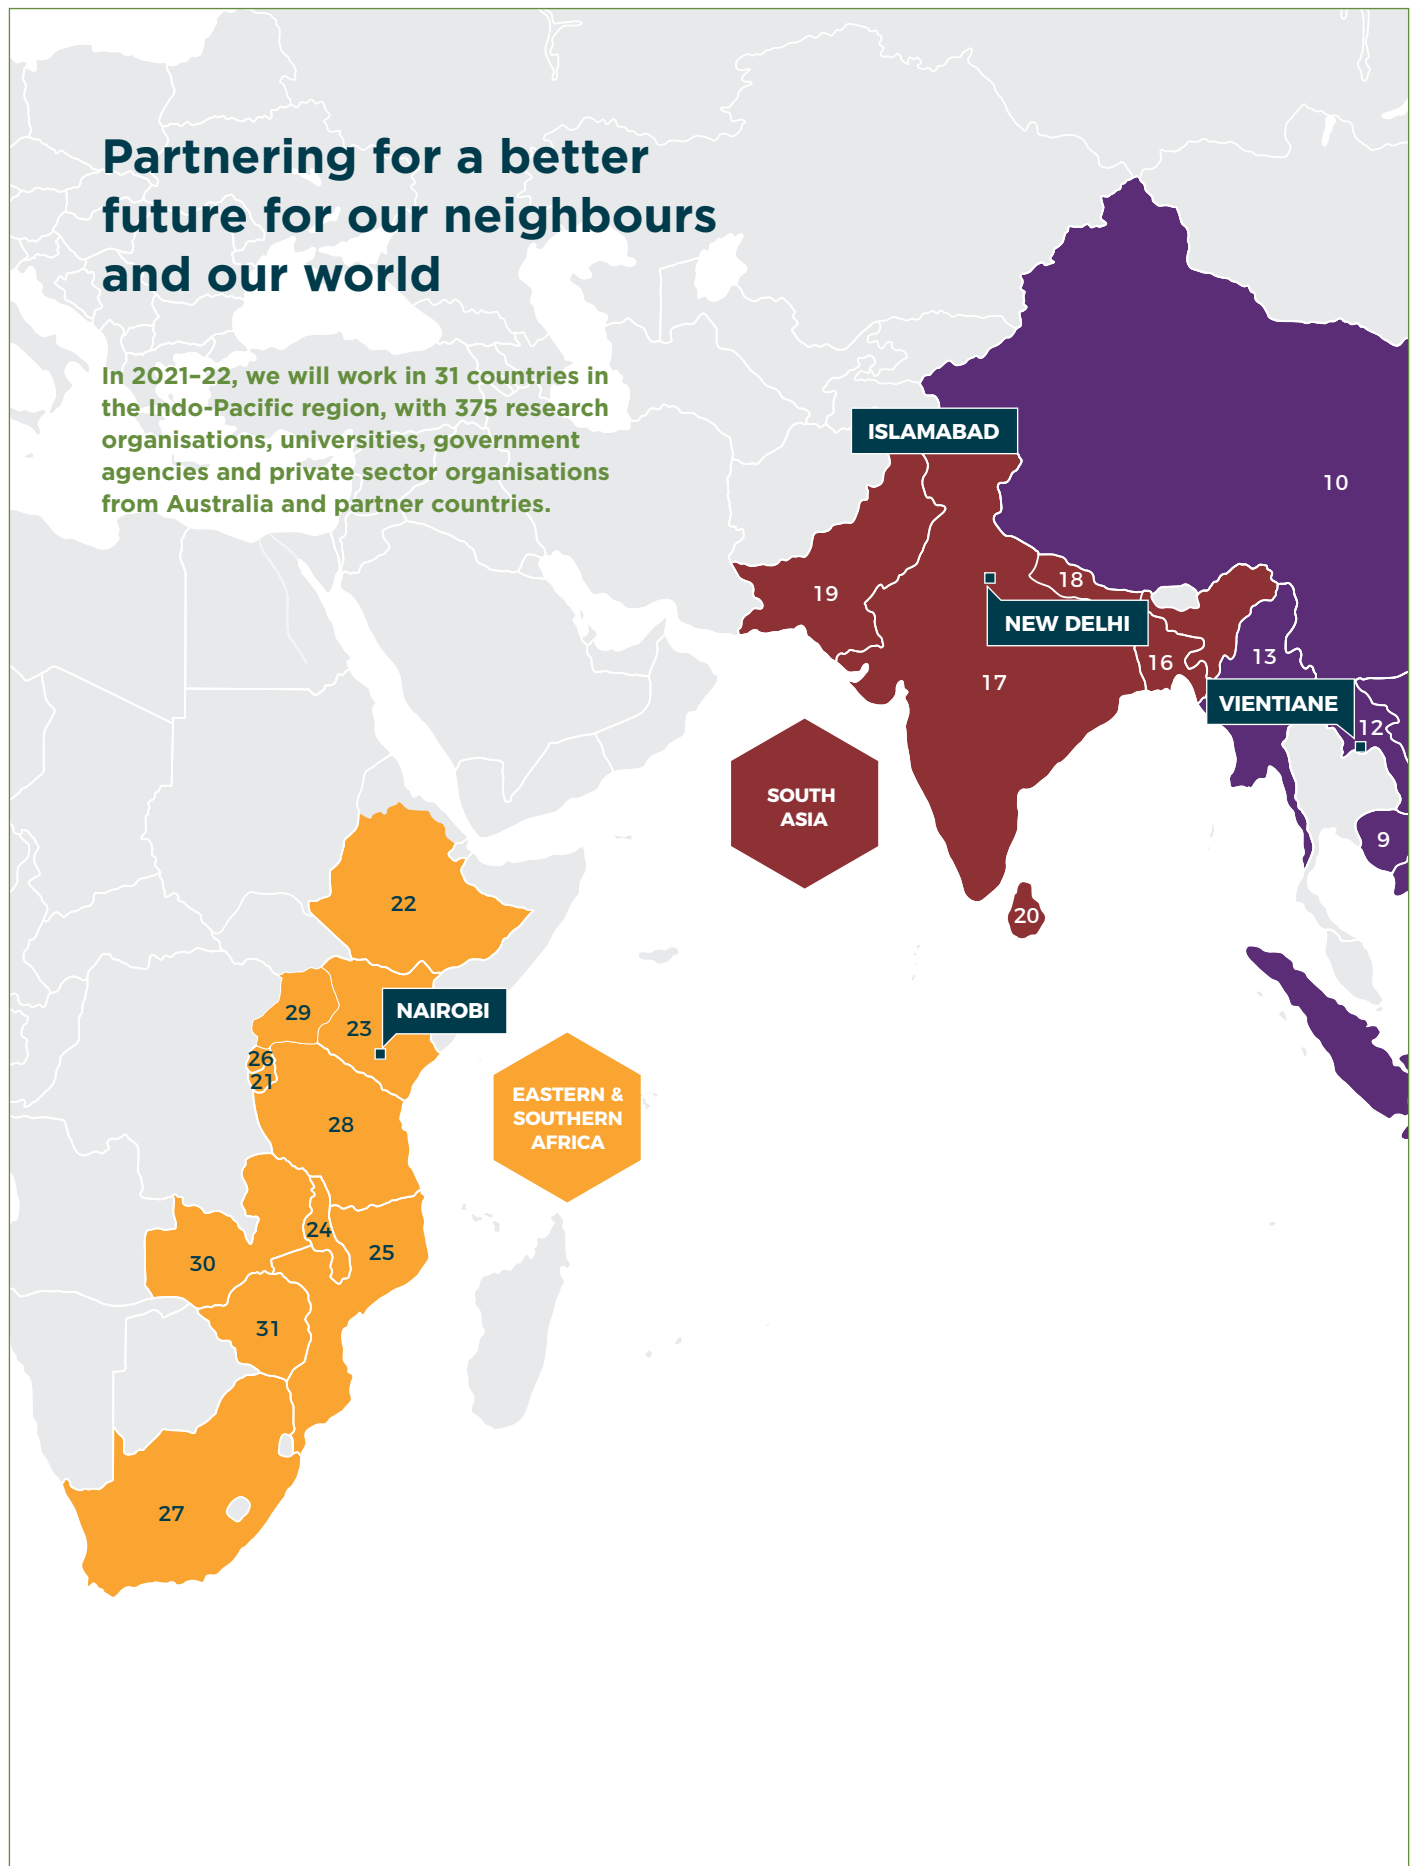 Partnering for a better
future for our neighbours
and our world
In 2021–22, we will work in 31 countries in
the Indo-Pacific region, with 375 research
organisations, universities, government
agencies and private sector organisations
from Australia and partner countries.
ISLAMABAD
10
19
18
NEW DELHI
16
13
17
VIENTIANE
12
SOUTH
ASIA
9
22
20
29
23
NAIROBI
26
21
EASTERN &
SOUTHERN
AFRICA
28
24
25
30
31
27